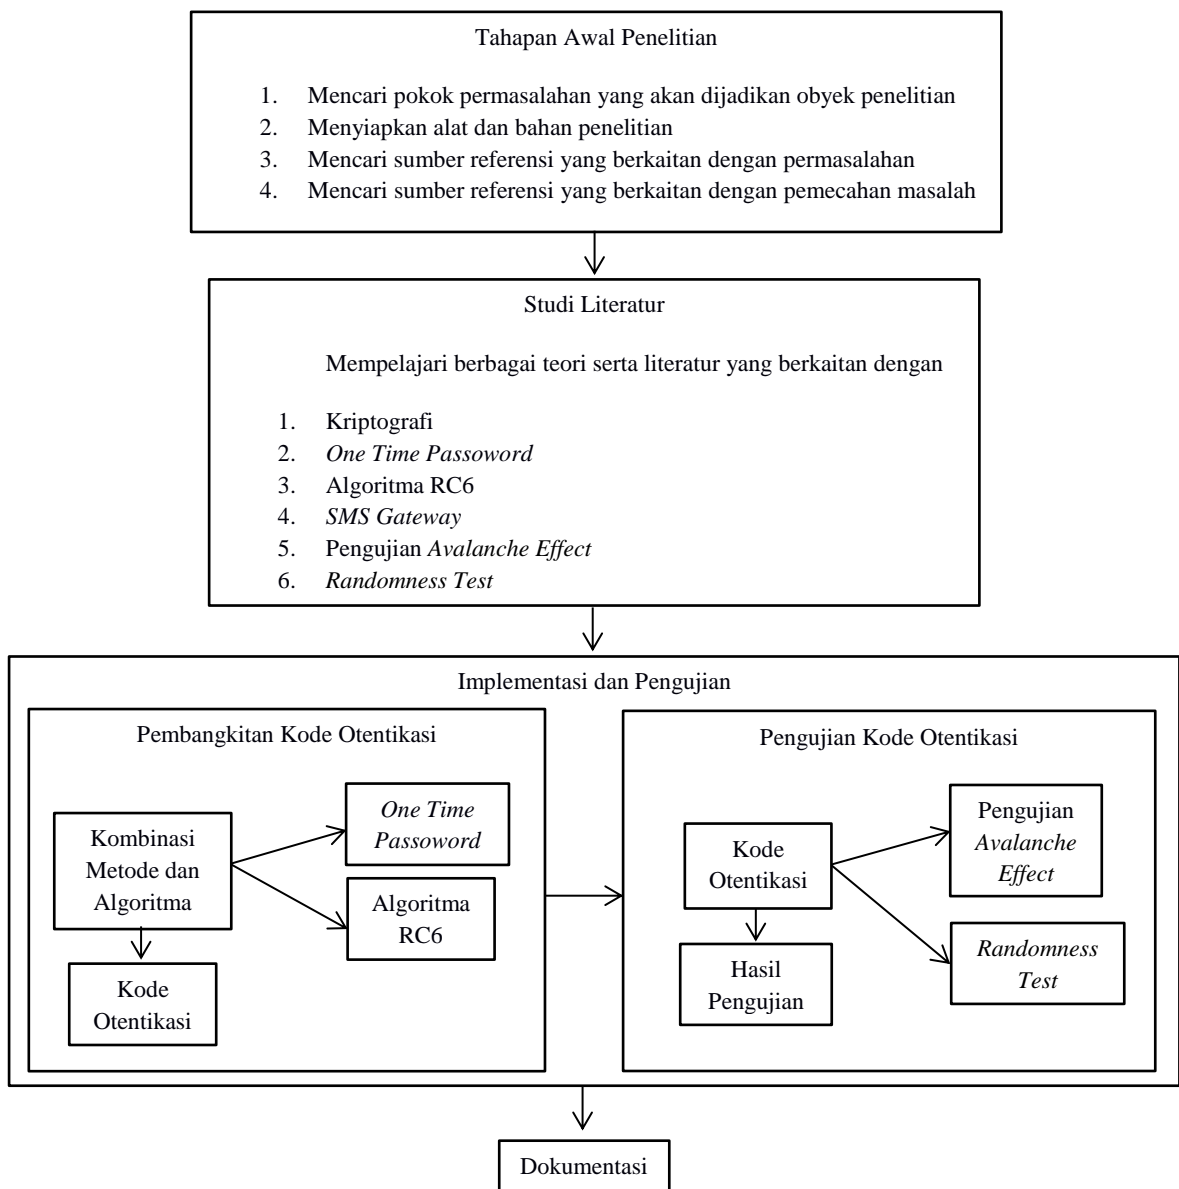 Tahapan Awal Penelitian
1. Mencari pokok permasalahan yang akan dijadikan obyek penelitian
2. Menyiapkan alat dan bahan penelitian
3. Mencari sumber referensi yang berkaitan dengan permasalahan
4. Mencari sumber referensi yang berkaitan dengan pemecahan masalah
Studi Literatur
Mempelajari berbagai teori serta literatur yang berkaitan dengan
1. Kriptografi
2. One Time Passoword
3. Algoritma RC6
4. SMS Gateway
5. Pengujian Avalanche Effect
6. Randomness Test
Implementasi dan Pengujian
Pembangkitan Kode Otentikasi
Kombinasi
Metode dan
Algoritma
One Time
Passoword
Algoritma
RC6
Kode
Otentikasi
Pengujian Kode Otentikasi
Kode
Otentikasi
Pengujian
Avalanche
Effect
Randomness
Test
Hasil
Pengujian
Dokumentasi